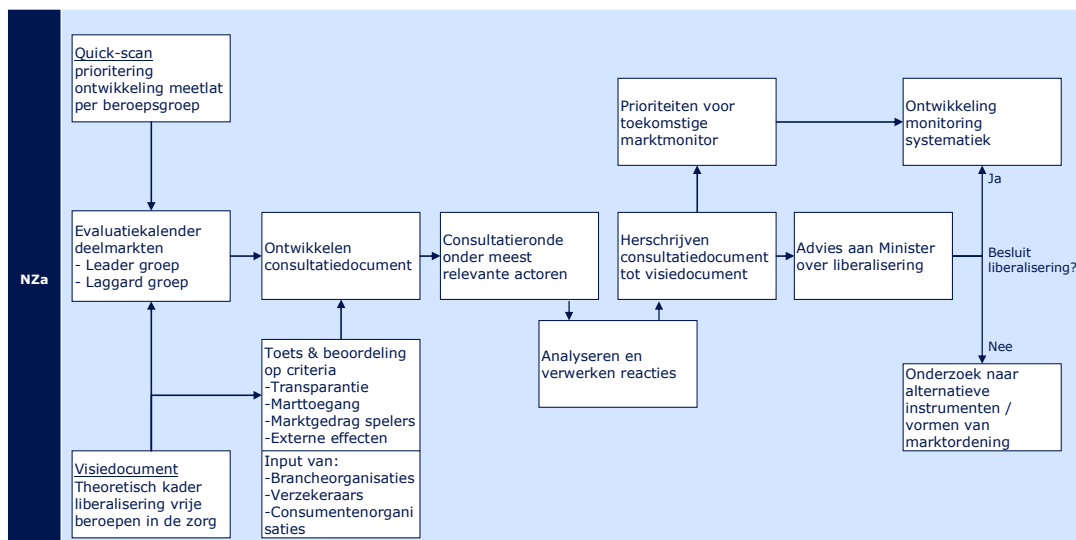 NZa
Quick-scan
prioritering
ontwikkeling meetlat
per beroepsgroep
Evaluatiekalender
deelmarkten
- Leader groep
- Laggard groep
Visiedocument
Theoretisch kader
liberalisering vrije
beroepen in de zorg
Ontwikkelen
consultatiedocument
Toets & beoordeling
op criteria
-Transparantie
-Marttoegang
-Marktgedrag spelers
-Externe effecten
Input van:
-Brancheorganisaties
-Verzekeraars
-Consumentenorgani
saties
Consultatieronde
onder meest
relevante actoren
Analyseren en
verwerken reacties
Herschrijven
consultatiedocument
tot visiedocument
Prioriteiten voor
toekomstige
marktmonitor
Advies aan Minister
over liberalisering
Ontwikkeling
monitoring
systematiek
Ja
Besluit
liberalisering?
Nee
Onderzoek naar
alternatieve
instrumenten /
vormen van
marktordening